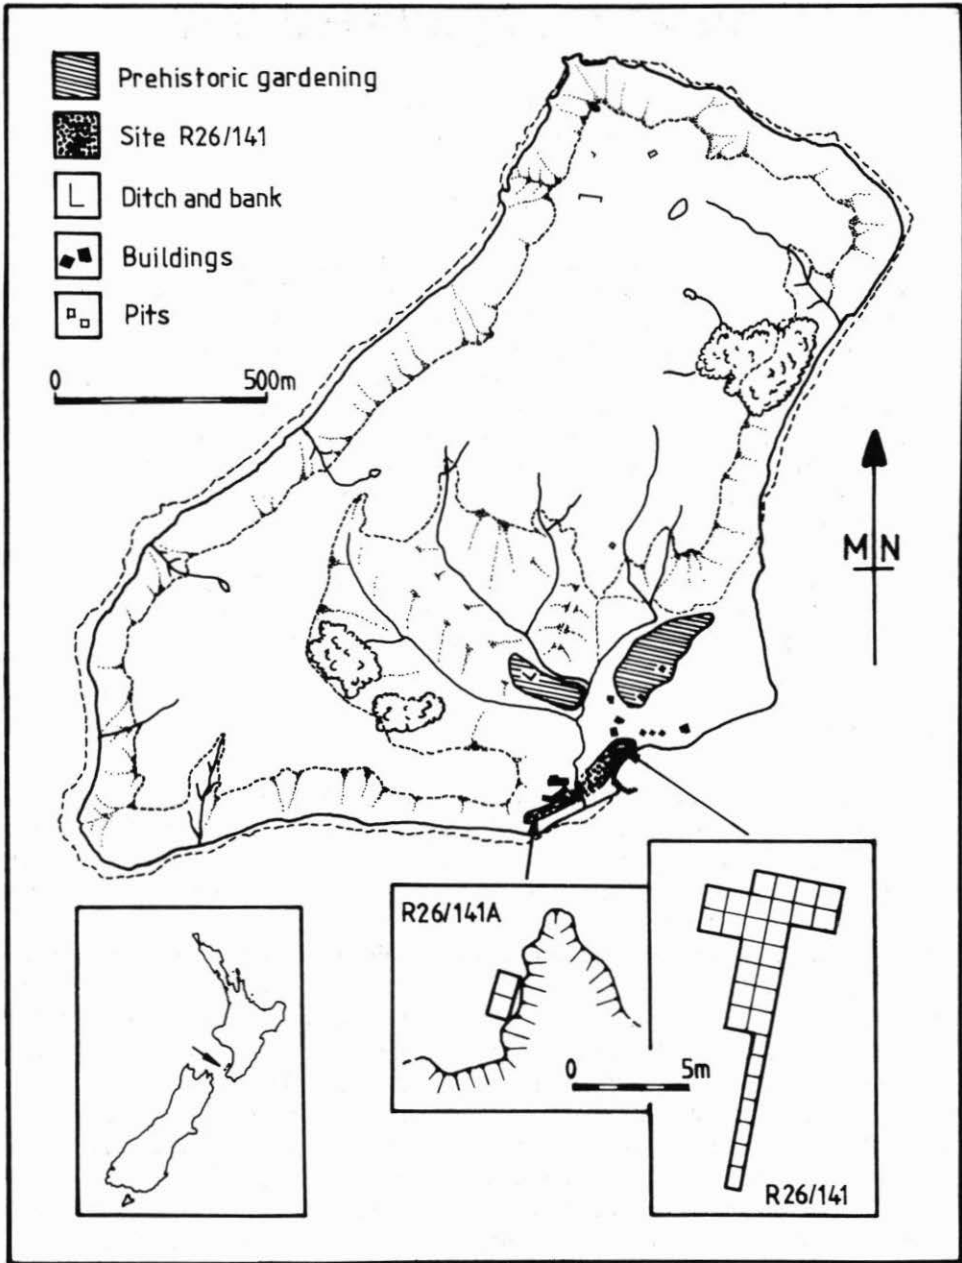 Prehistoric gardening
Site R26/141
Ditch and bank
Buildings
Pits
0 500m
M N
R26/141A
0 5m
R26/141